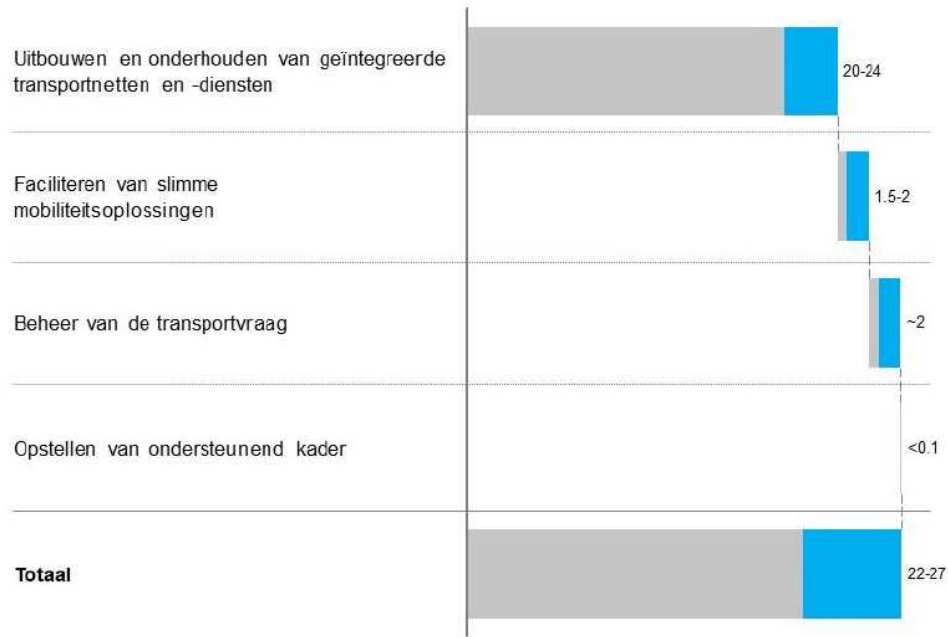 Uitbouwen en onderhouden van geïntegreerde
transportnetten en -diensten
20-24
Faciliteren van slimme
mobiliteitsoplossingen
1.5-2
Beheer van de transportvraag
~2
Opstellen van ondersteunend kader
<0.1
Totaal
22-27